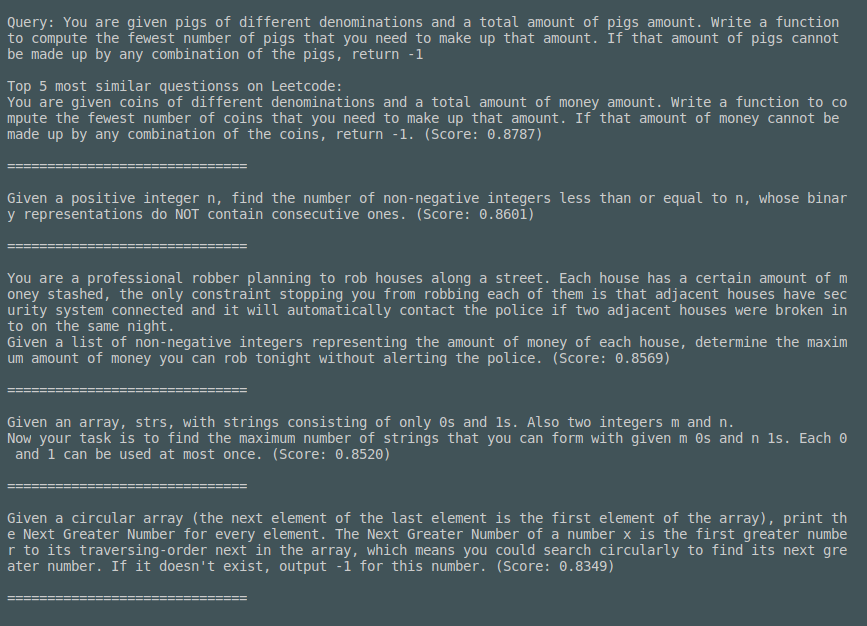 Query: You are given pigs of different denominations and a total amount of pigs amount. Write a function
to compute the fewest number of pigs that you need to make up that amount. If that amount of pigs cannot
be made up by any combination of the pigs, return -1
Top 5 most similar questionss on Leetcode:
You are given coins of different denominations and a total amount of money amount. Write a function to co
mpute the fewest number of coins that you need to make up that amount. If that amount of money cannot be
made up by any combination of the coins, return -1. (Score: 0.8787)
==============================
Given a positive integer n, find the number of non-negative integers less than or equal to n, whose binar
y representations do NOT contain consecutive ones. (Score: 0.8601)
==============================
You are a professional robber planning to rob houses along a street. Each house has a certain amount of m
oney stashed, the only constraint stopping you from robbing each of them is that adjacent houses have sec
urity system connected and it will automatically contact the police if two adjacent houses were broken in
to on the same night.
Given a list of non-negative integers representing the amount of money of each house, determine the maxim
um amount of money you can rob tonight without alerting the police. (Score: 0.8569)
==============================
Given an array, strs, with strings consisting of only 0s and 1s. Also two integers m and n.
Now your task is to find the maximum number of strings that you can form with given m 0s and n 1s. Each 0
 and 1 can be used at most once. (Score: 0.8520)
==============================
Given a circular array (the next element of the last element is the first element of the array), print th
e Next Greater Number for every element. The Next Greater Number of a number x is the first greater numbe
r to its traversing-order next in the array, which means you could search circularly to find its next gre
ater number. If it doesn't exist, output -1 for this number. (Score: 0.8349)
==============================